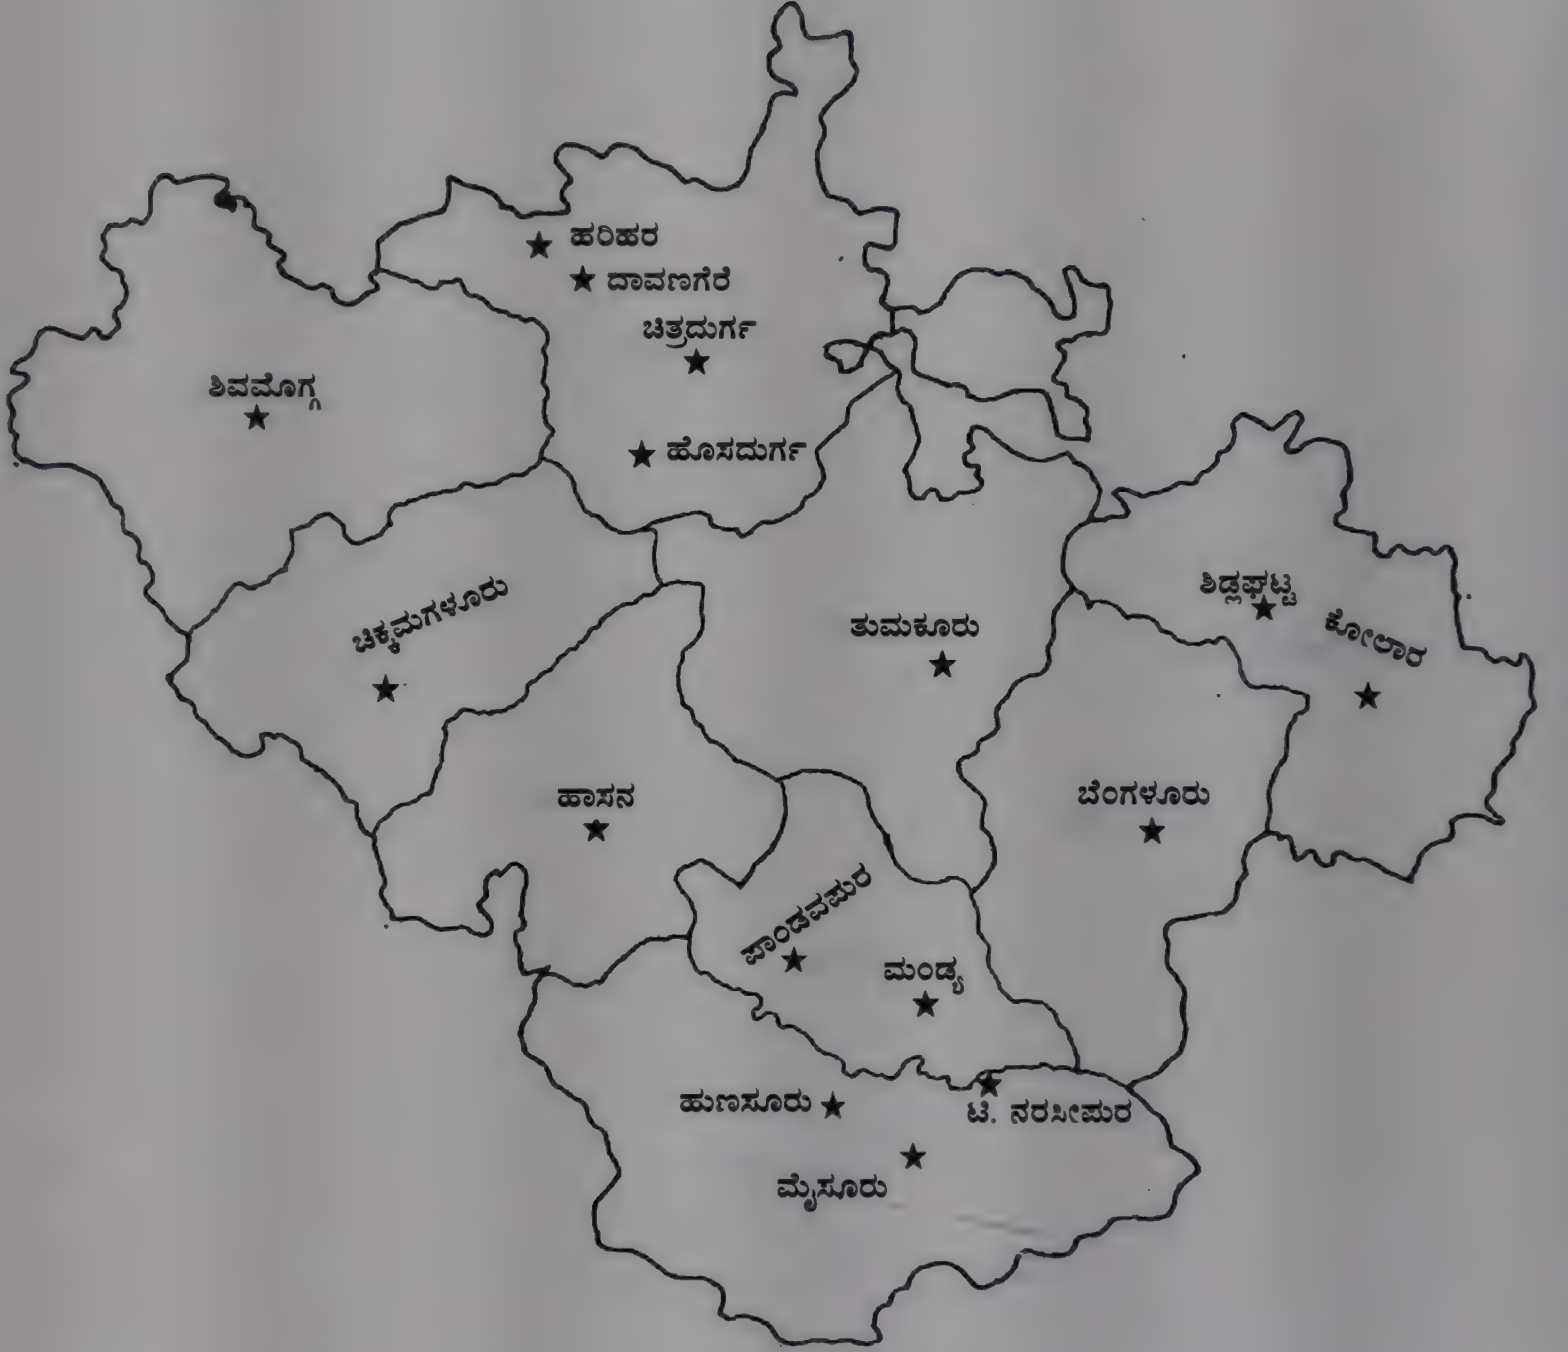 ಹರಿಹರ
ದಾವಣಗೆರೆ
ಚಿತ್ರದುರ್ಗ
ಶಿವಮೊಗ್ಗ
ಹೊಸದುರ್ಗ
ಶಿಡ್ಲಘಟ್ಟ
ಚಿಕ್ಕಮಗಳೂರು
ತುಮಕೂರು
ಕೋಲಾರ
ಹಾಸನ
ಬೆಂಗಳೂರು
ಪಾಂಡವಪುರ
ಮಂಡ್ಯ
ಹುಣಸೂರು
ಟಿ. ನರಸೀಪುರ
ಮೈಸೂರು